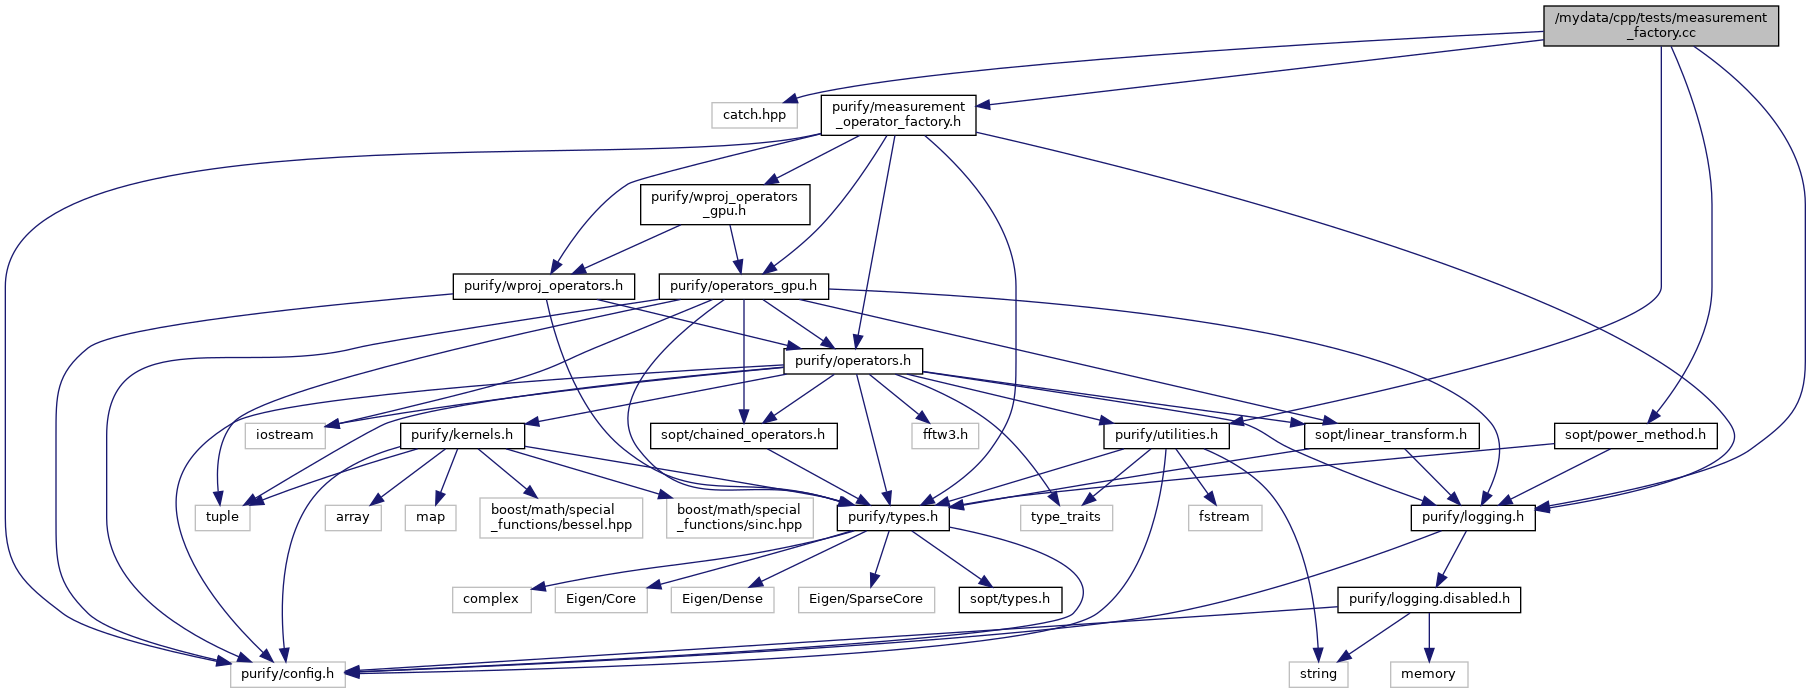 /mydata/cpp/tests/measurement
_factory.cc
catch.hpp
purify/measurement
_operator_factory.h
purify/wproj_operators
_gpu.h
purify/wproj_operators.h
purify/operators_gpu.h
purify/operators.h
iostream
purify/kernels.h
sopt/chained_operators.h
fftw3.h
purify/utilities.h
sopt/linear_transform.h
sopt/power_method.h
tuple
array
map
boost/math/special
_functions/bessel.hpp
boost/math/special
_functions/sinc.hpp
purify/types.h
type_traits
fstream
purify/logging.h
complex
Eigen/Core
Eigen/Dense
Eigen/SparseCore
sopt/types.h
purify/logging.disabled.h
purify/config.h
string
memory